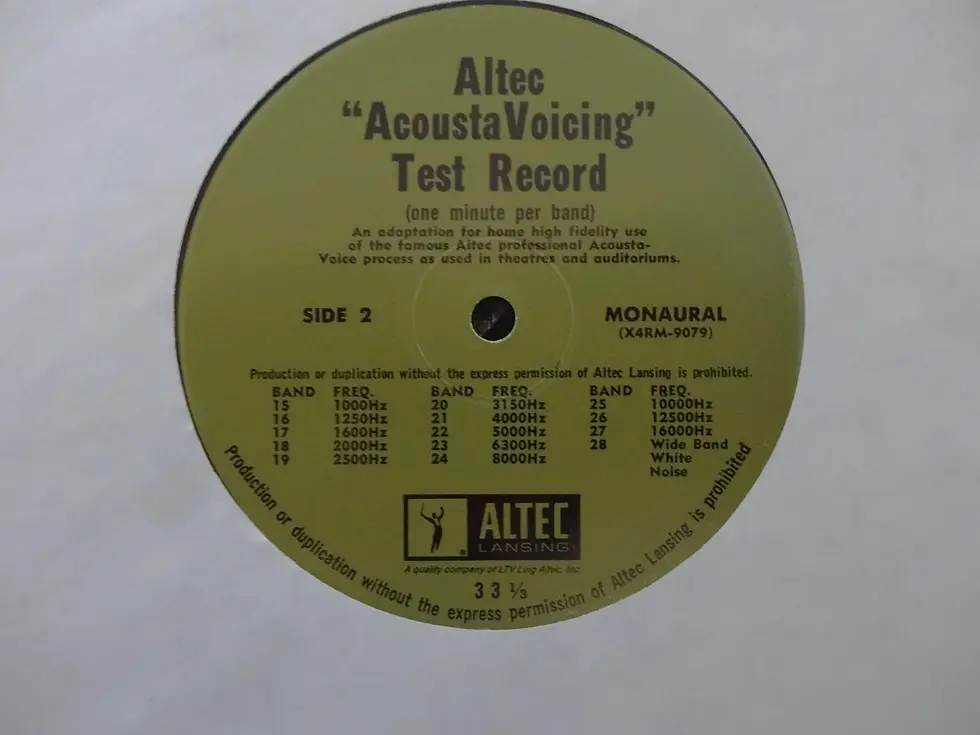 Altec
“AcoustaVoicing”
Test Record
(one minute per band)
An adaptation for home high fidelity use
of the famous Altec professional Acousta-
Voice process as used in theatres and auditoriums.
SIDE 2 MONAURAL
(X4RM-9079)
Production or duplication without the express permission of Altec Lansing is prohibited.
BAND FREQ. BAND FREQ. BAND FREQ.
15 1000Hz 20 3150Hz 25 10000Hz
16 1250Hz 21 4000Hz 26 12500Hz
17 1600Hz 22 5000Hz 27 16000Hz
18 2000Hz 23 6300Hz 28 Wide Band
19 2500Hz 24 8000Hz White
Noise
ALTEC
LANSING
A quality company of LTV Ling Altec, Inc.
33 ⅓
Production or duplication without the express permission of Altec Lansing is prohibited